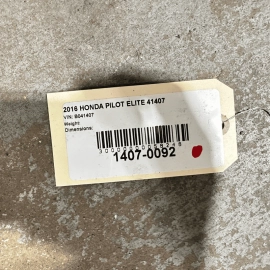 2016 HONDA PILOT ELITE 41407
VIN: B041407
Weight:
Dimensions:
1407-0092